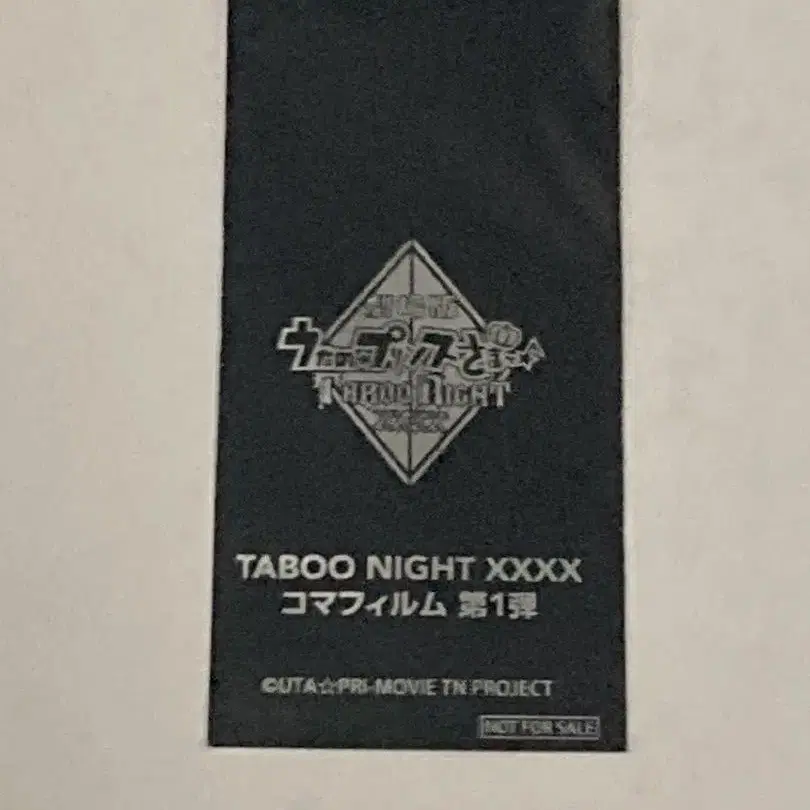 劇場版
うたの☆プリンスさまっ♪
TABOO NIGHT
XXXX
TABOO NIGHT XXXX
コマフィルム 第1弾
©UTA☆PRI-MOVIE TN PROJECT
NOT FOR SALE